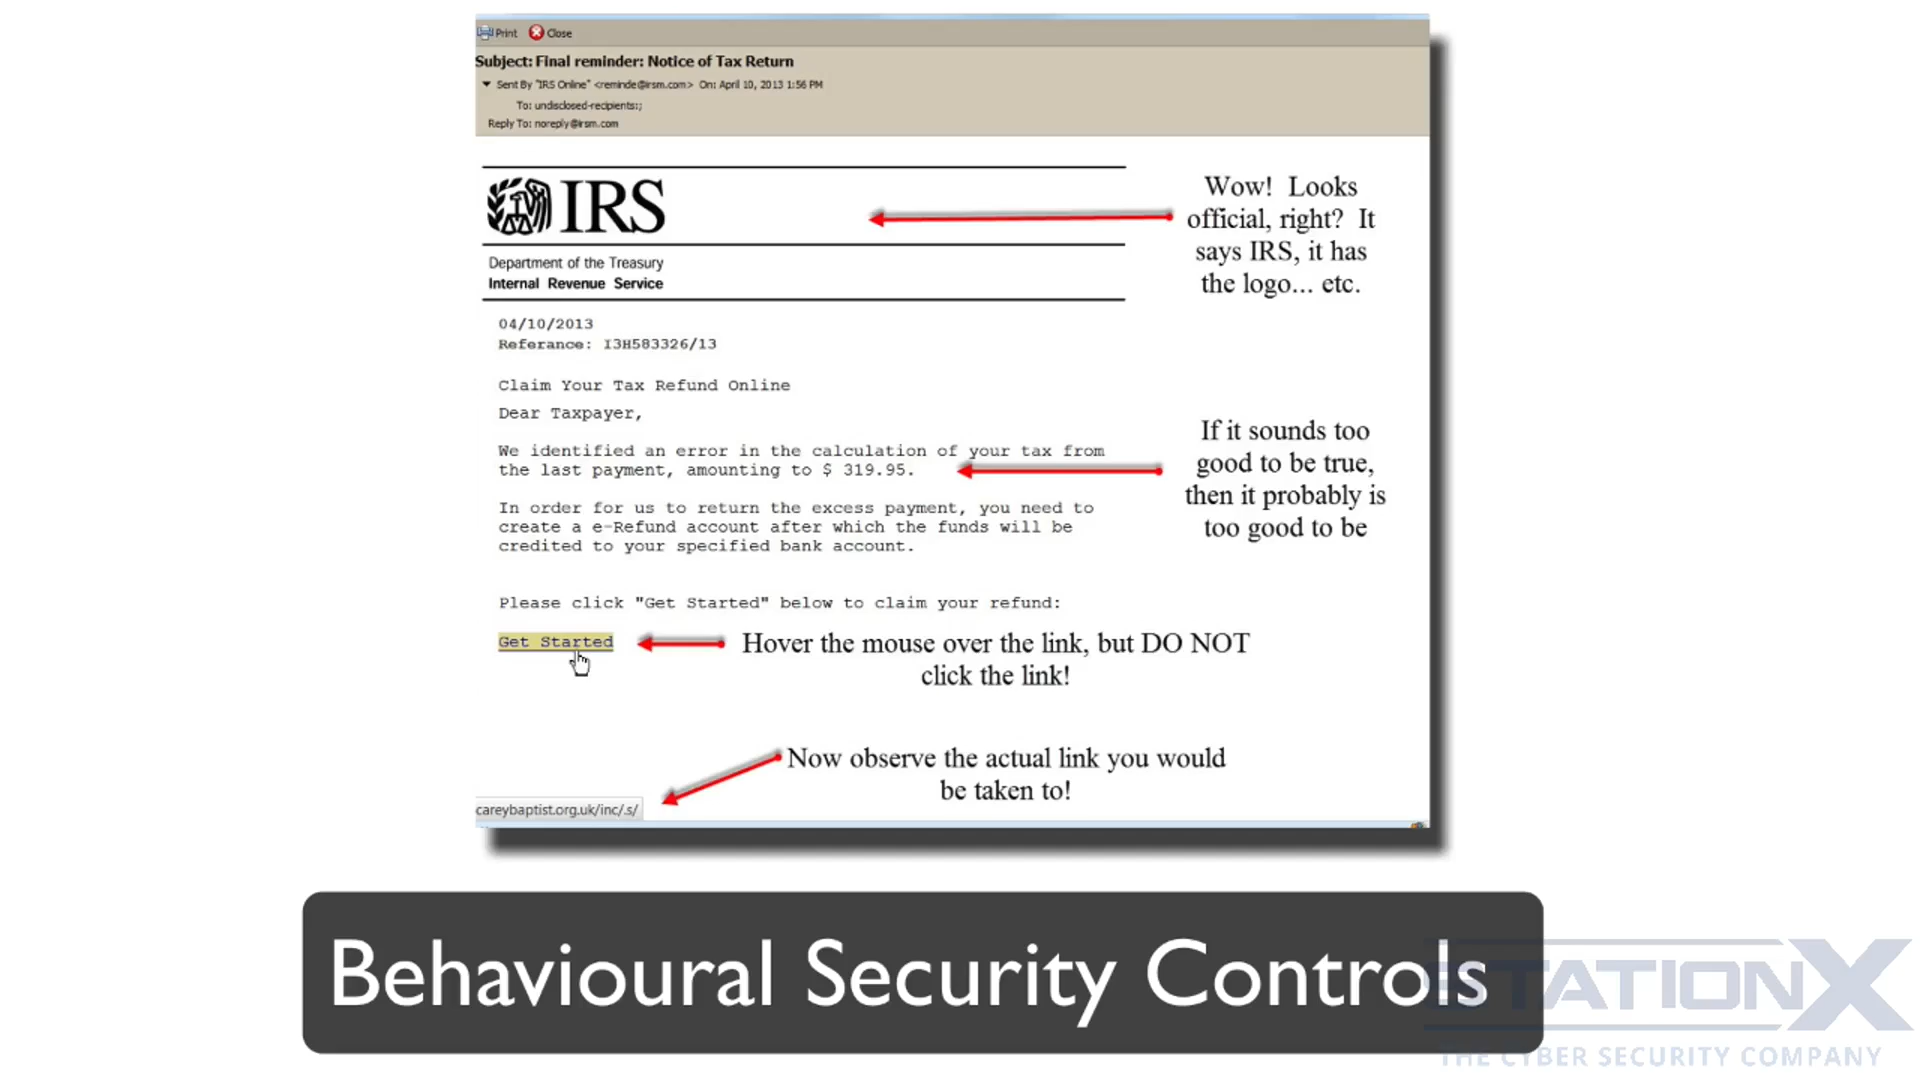 Print Close
Subject: Final reminder: Notice of Tax Return
Sent By "IRS Online" <reminde@irsm.com> On: April 10, 2013 1:56 PM
To: undisclosed-recipients:;
Reply To: noreply@irsm.com
IRS
Department of the Treasury
Internal Revenue Service
Wow! Looks
official, right? It
says IRS, it has
the logo... etc.
04/10/2013
Referance: I3H583326/13
Claim Your Tax Refund Online
Dear Taxpayer,
We identified an error in the calculation of your tax from
the last payment, amounting to $ 319.95.
If it sounds too
good to be true,
then it probably is
too good to be
In order for us to return the excess payment, you need to
create a e-Refund account after which the funds will be
credited to your specified bank account.
Please click "Get Started" below to claim your refund:
Get Started
Hover the mouse over the link, but DO NOT
click the link!
Now observe the actual link you would
be taken to!
careybaptist.org.uk/inc/.s/
Behavioural Security Controls
STATIONX
THE CYBER SECURITY COMPANY